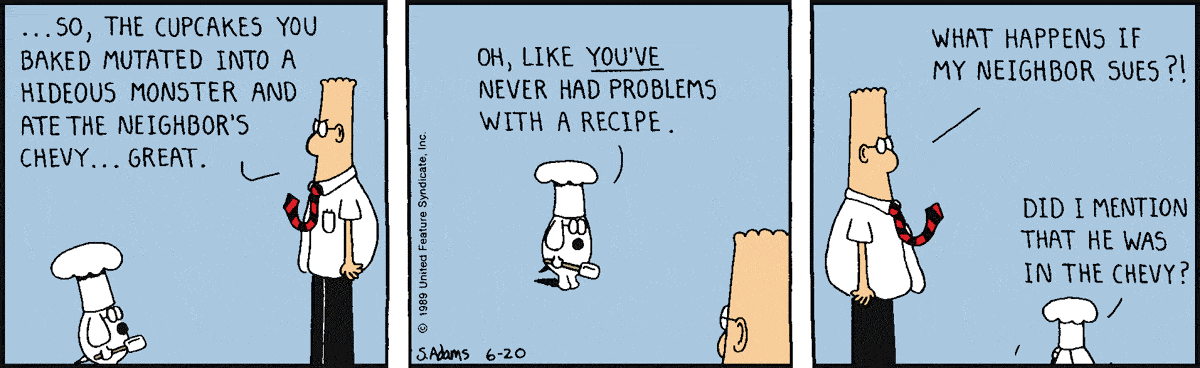 ...SO, THE CUPCAKES YOU
BAKED MUTATED INTO A
HIDEOUS MONSTER AND
ATE THE NEIGHBOR'S
CHEVY... GREAT.
OH, LIKE YOU'VE
NEVER HAD PROBLEMS
WITH A RECIPE.
© 1989 United Feature Syndicate, Inc.
S.Adams 6-20
WHAT HAPPENS IF
MY NEIGHBOR SUES?!
DID I MENTION
THAT HE WAS
IN THE CHEVY?